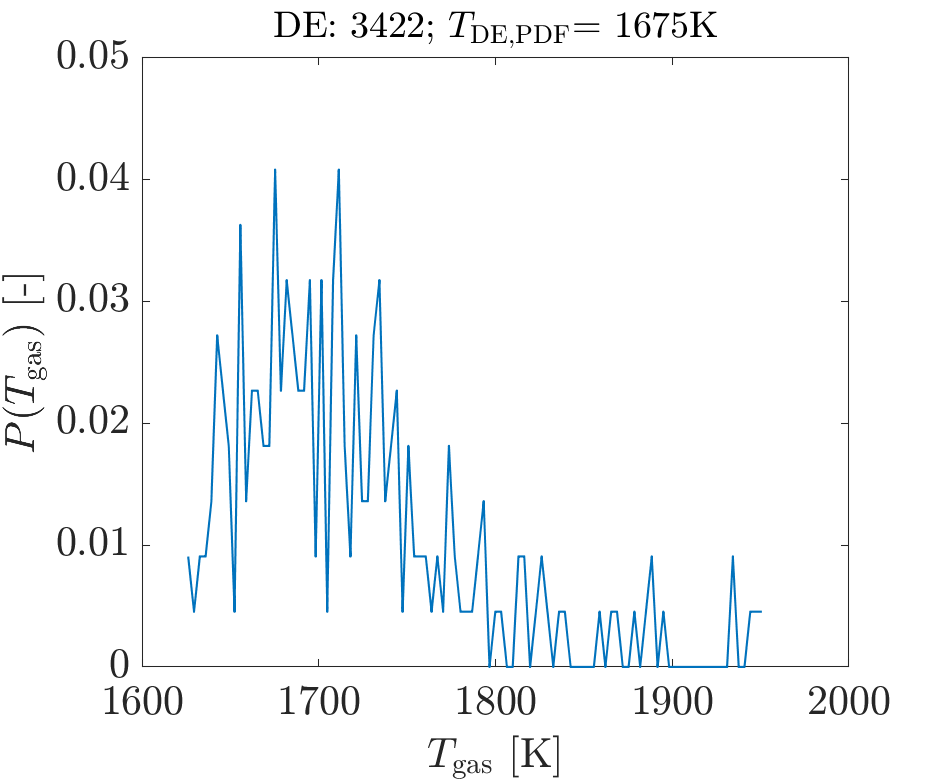 DE: 3422; T_DE,PDF= 1675K
0.05
0.04
0.03
0.02
0.01
0
P(T_gas) [-]
1600 1700 1800 1900 2000
T_gas [K]